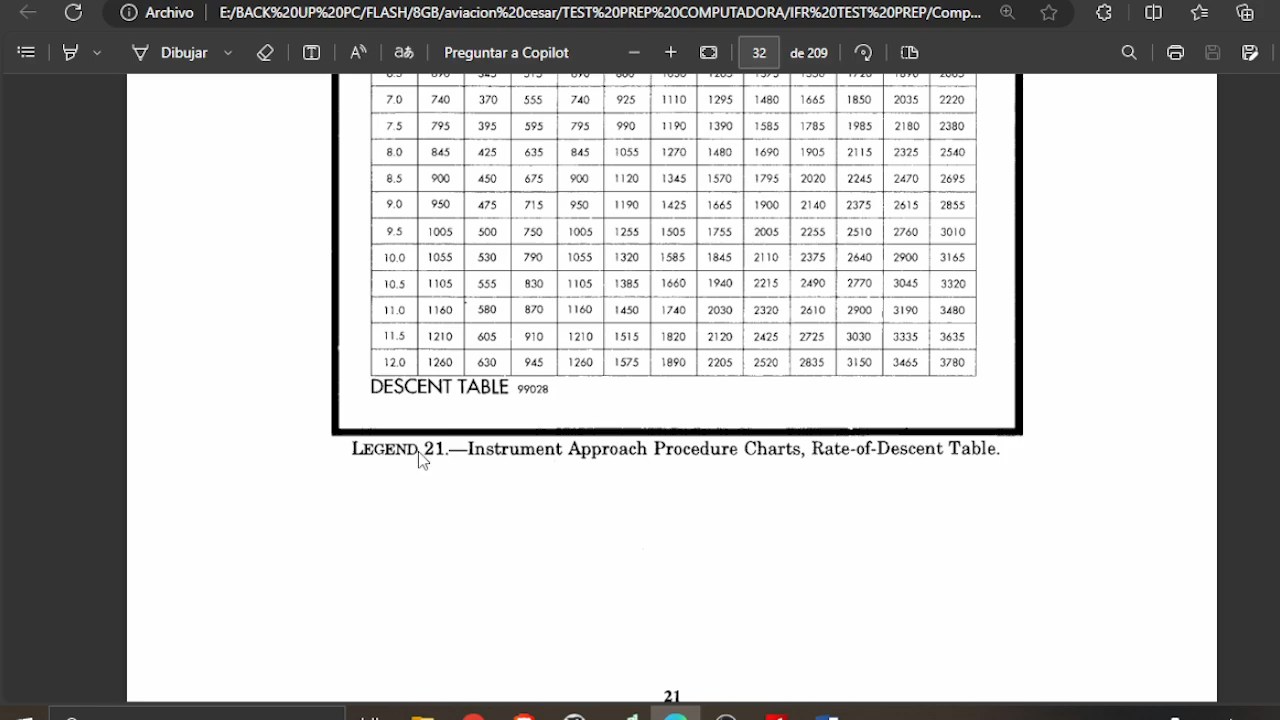 Archivo E:/BACK%20UP%20PC/FLASH/8GB/aviacion%20cesar/TEST%20PREP%20COMPUTADORA/IFR%20TEST%20PREP/Comp...
Dibujar Preguntar a Copilot 32 de 209
7.0 740 370 555 740 925 1110 1295 1480 1665 1850 2035 2220
7.5 795 395 595 795 990 1190 1390 1585 1785 1985 2180 2380
8.0 845 425 635 845 1055 1270 1480 1690 1905 2115 2325 2540
8.5 900 450 675 900 1120 1345 1570 1795 2020 2245 2470 2695
9.0 950 475 715 950 1190 1425 1665 1900 2140 2375 2615 2855
9.5 1005 500 750 1005 1255 1505 1755 2005 2255 2510 2760 3010
10.0 1055 530 790 1055 1320 1585 1845 2110 2375 2640 2900 3165
10.5 1105 555 830 1105 1385 1660 1940 2215 2490 2770 3045 3320
11.0 1160 580 870 1160 1450 1740 2030 2320 2610 2900 3190 3480
11.5 1210 605 910 1210 1515 1820 2120 2425 2725 3030 3335 3635
12.0 1260 630 945 1260 1575 1890 2205 2520 2835 3150 3465 3780
DESCENT TABLE 99028
LEGEND 21.—Instrument Approach Procedure Charts, Rate-of-Descent Table.
21